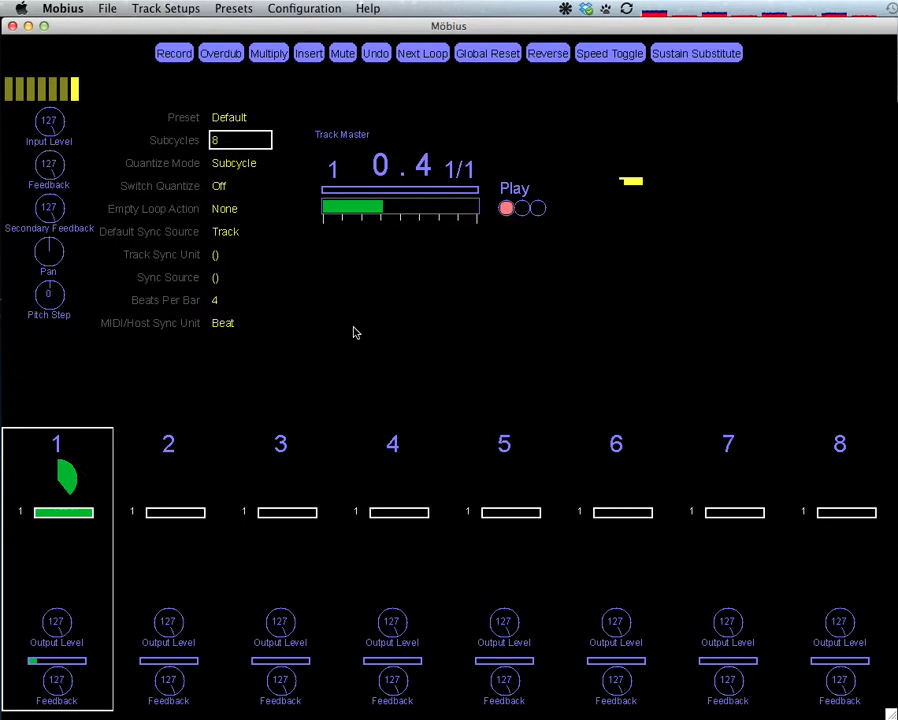 Mobius File Track Setups Presets Configuration Help
Möbius
Record Overdub Multiply Insert Mute Undo Next Loop Global Reset Reverse Speed Toggle Sustain Substitute
127
Input Level
127
Feedback
127
Secondary Feedback
Pan
0
Pitch Step
Preset Default
Subcycles 8
Quantize Mode Subcycle
Switch Quantize Off
Empty Loop Action None
Default Sync Source Track
Track Sync Unit ()
Sync Source ()
Beats Per Bar 4
MIDI/Host Sync Unit Beat
Track Master
1 0.4 1/1
Play
1 2 3 4 5 6 7 8
1 1 1 1 1 1 1 1
127 127 127 127 127 127 127 127
Output Level Output Level Output Level Output Level Output Level Output Level Output Level Output Level
127 127 127 127 127 127 127 127
Feedback Feedback Feedback Feedback Feedback Feedback Feedback Feedback